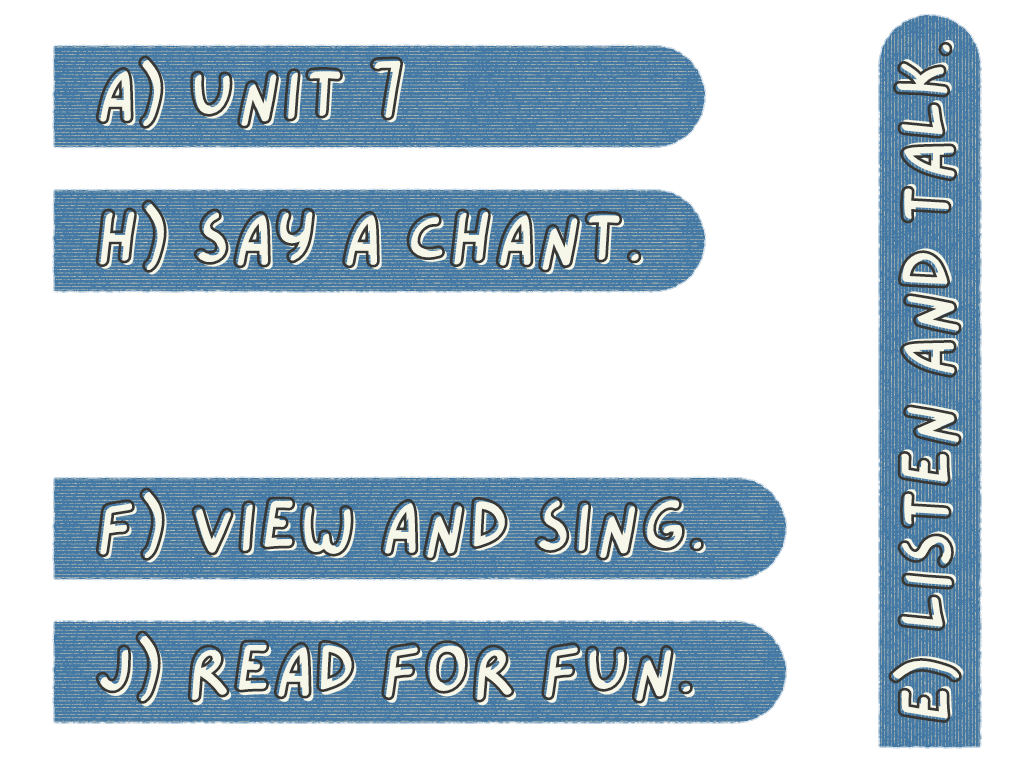 A) UNIT 7
H) SAY A CHANT.
F) VIEW AND SING.
J) READ FOR FUN.
E) LISTEN AND TALK.